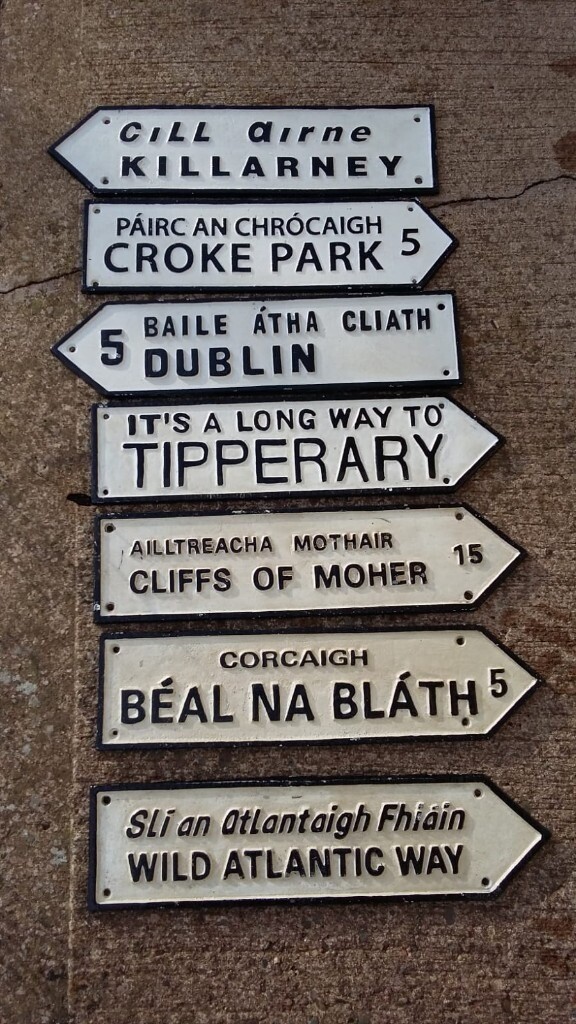 Cill Airne
KILLARNEY
PÁIRC AN CHRÓCAIGH
CROKE PARK 5
5 BAILE ÁTHA CLIATH
DUBLIN
IT'S A LONG WAY TO
TIPPERARY
AILLTREACHA MOTHAIR
CLIFFS OF MOHER 15
CORCAIGH
BÉAL NA BLÁTH 5
Slí an Atlantaigh Fhiáin
WILD ATLANTIC WAY